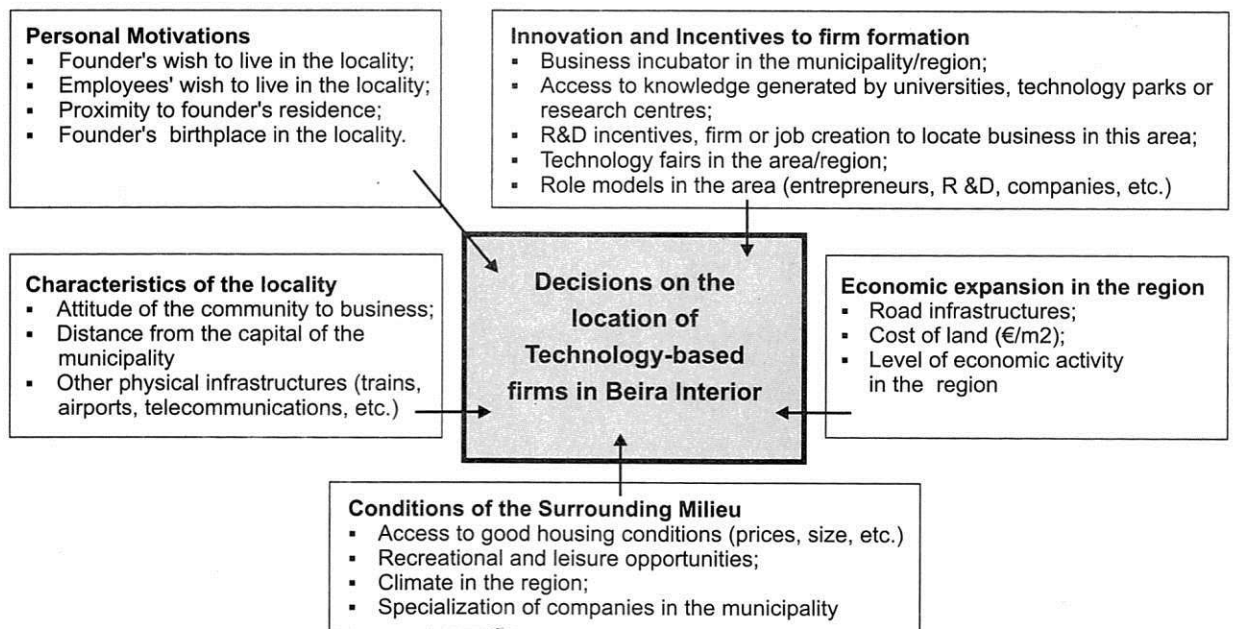 Personal Motivations
▪ Founder's wish to live in the locality;
▪ Employees' wish to live in the locality;
▪ Proximity to founder's residence;
▪ Founder's birthplace in the locality.
Innovation and Incentives to firm formation
▪ Business incubator in the municipality/region;
▪ Access to knowledge generated by universities, technology parks or
research centres;
▪ R&D incentives, firm or job creation to locate business in this area;
▪ Technology fairs in the area/region;
▪ Role models in the area (entrepreneurs, R &D, companies, etc.)
Characteristics of the locality
▪ Attitude of the community to business;
▪ Distance from the capital of the
municipality
▪ Other physical infrastructures (trains,
airports, telecommunications, etc.)
Decisions on the
location of
Technology-based
firms in Beira Interior
Economic expansion in the region
▪ Road infrastructures;
▪ Cost of land (€/m2);
▪ Level of economic activity
in the region
Conditions of the Surrounding Milieu
▪ Access to good housing conditions (prices, size, etc.)
▪ Recreational and leisure opportunities;
▪ Climate in the region;
▪ Specialization of companies in the municipality